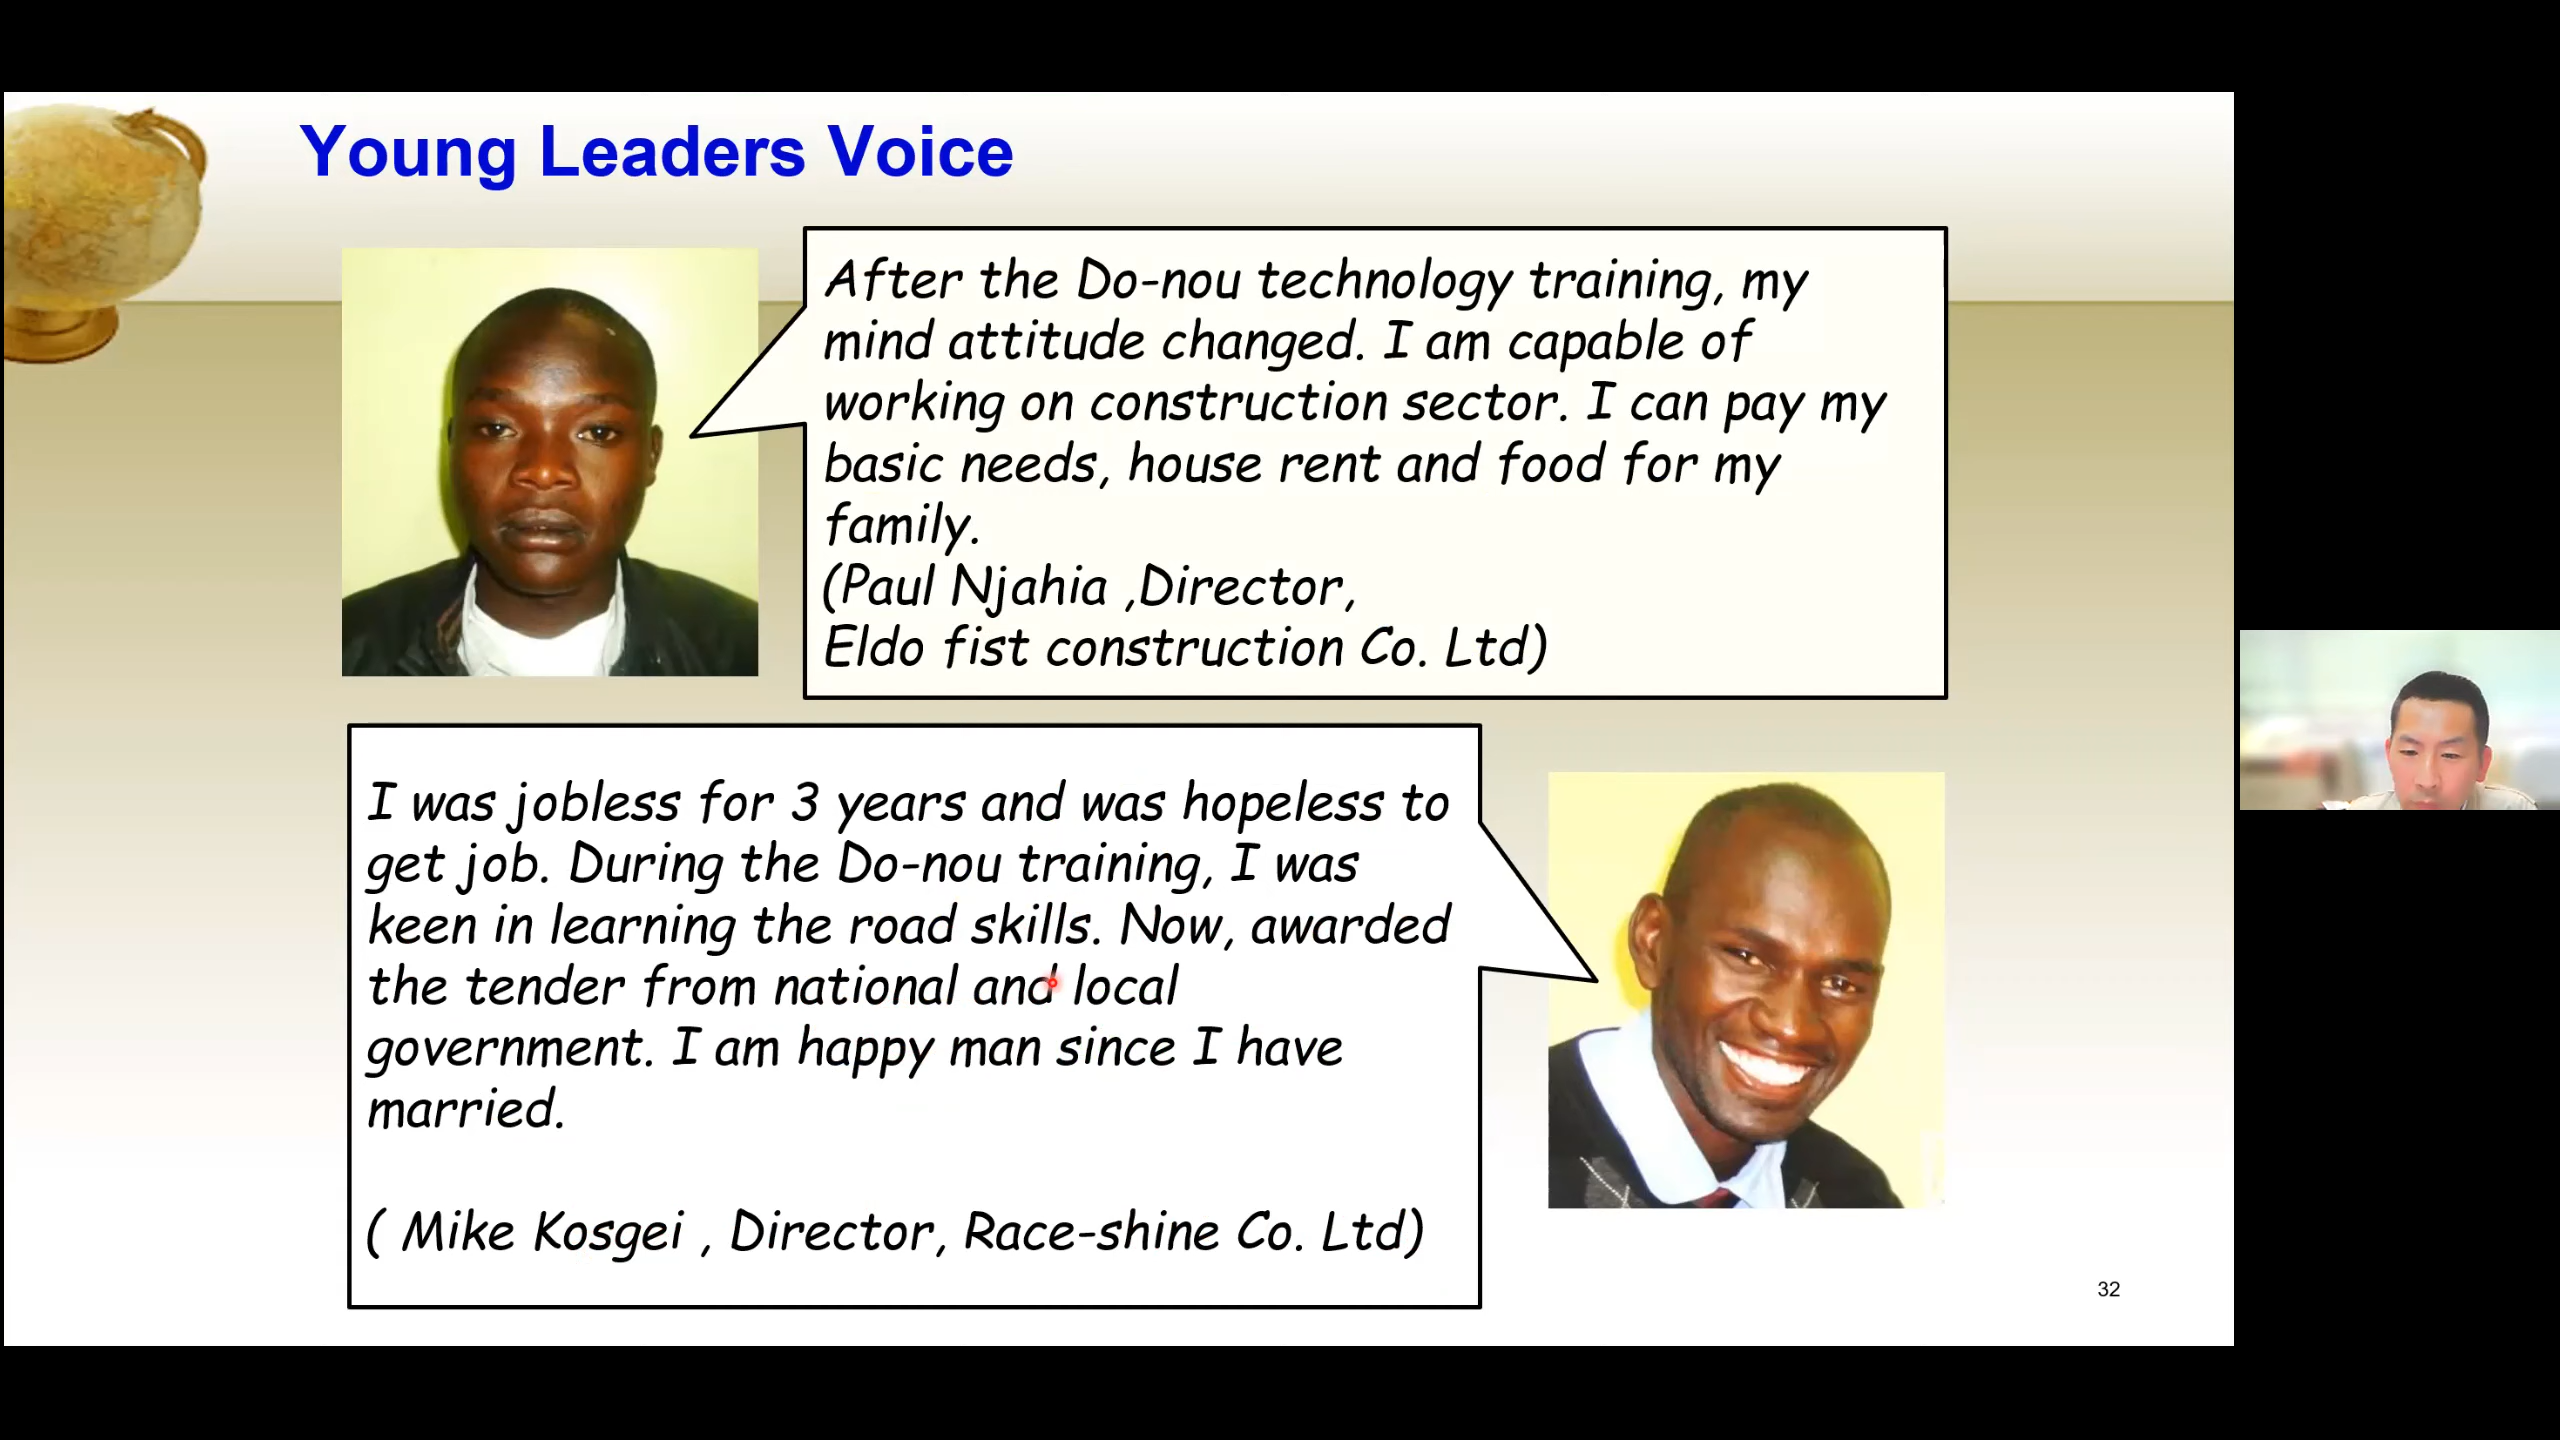 Young Leaders Voice
After the Do-nou technology training, my
mind attitude changed. I am capable of
working on construction sector. I can pay my
basic needs, house rent and food for my
family.
(Paul Njahia ,Director,
Eldo fist construction Co. Ltd)
I was jobless for 3 years and was hopeless to
get job. During the Do-nou training, I was
keen in learning the road skills. Now, awarded
the tender from national and local
government. I am happy man since I have
married.
( Mike Kosgei , Director, Race-shine Co. Ltd)
32